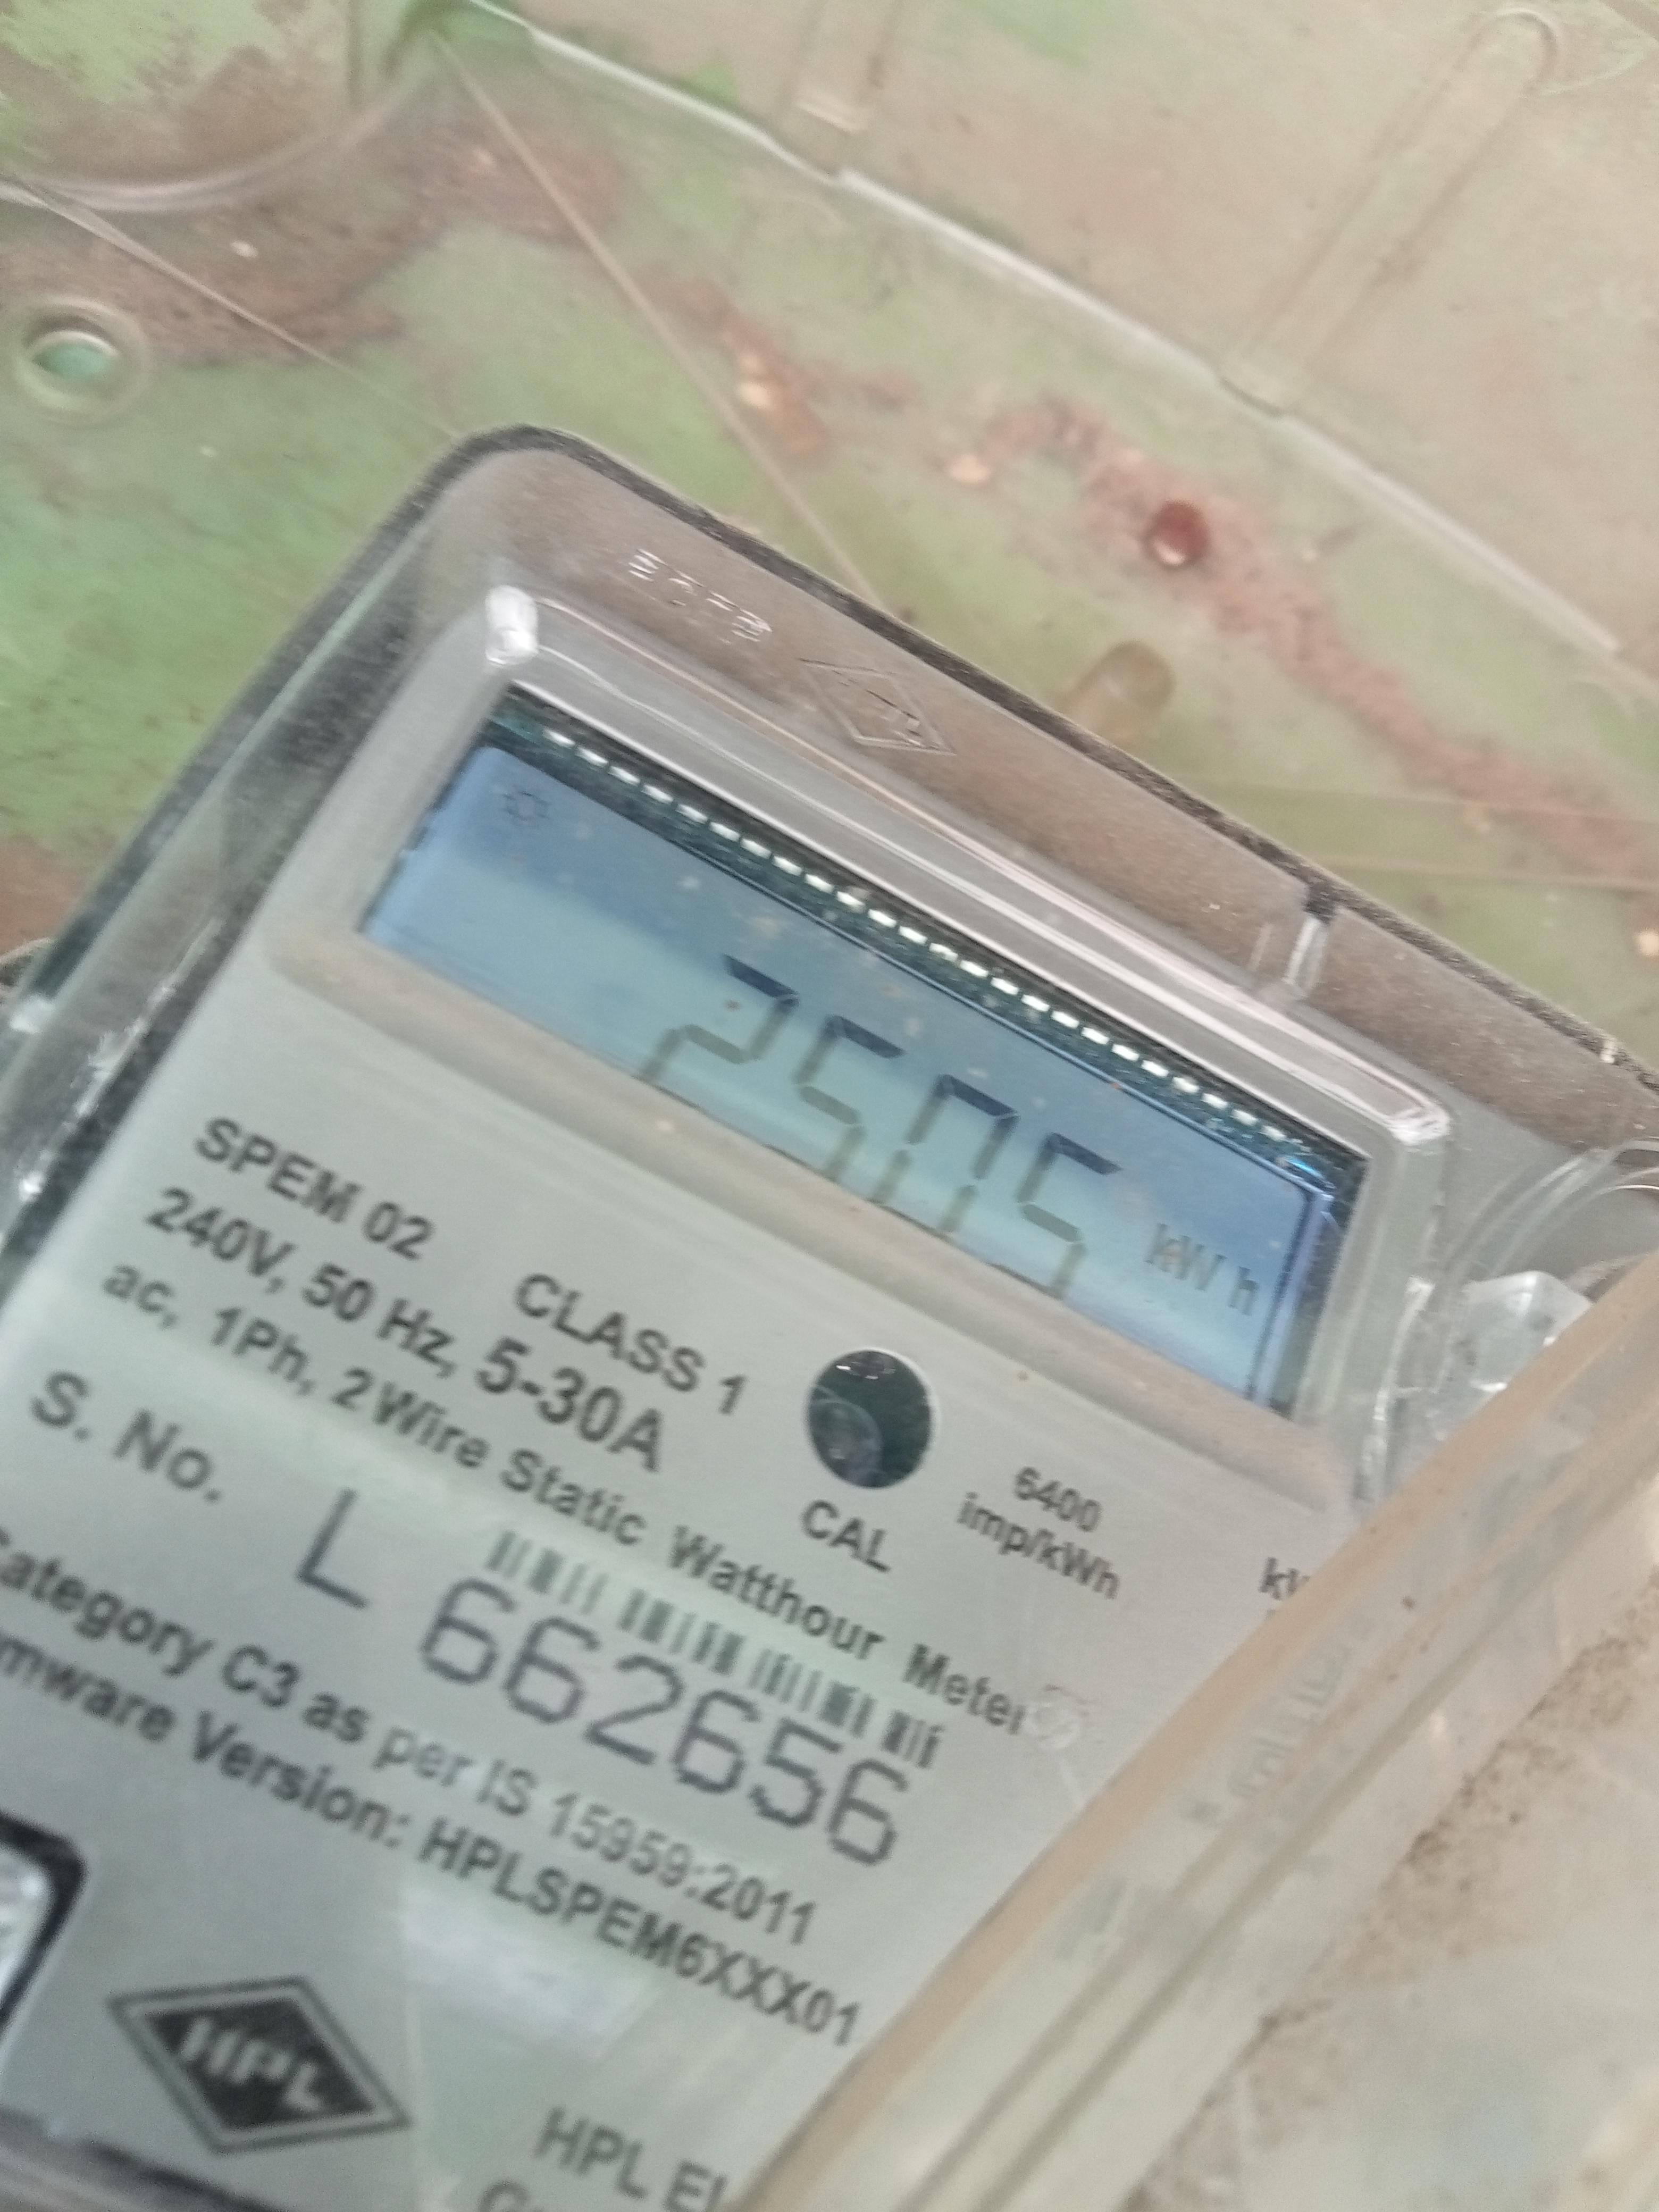 2505 kWh
SPEM 02 CLASS 1
240V, 50 Hz, 5-30A
ac, 1Ph, 2Wire Static Watthour Meter
CAL
6400
imp/kWh
S. No.
L 662656
Category C3 as per IS 15959:2011
Version: HPLSPEM6XXX01
HPL
HPL